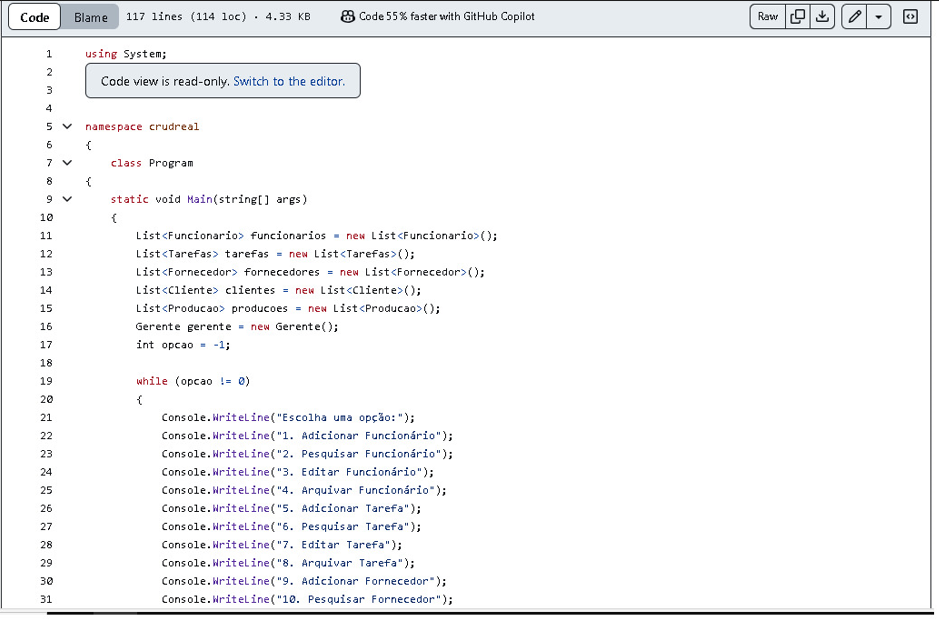 Code Blame 117 lines (114 loc) · 4.33 KB Code 55% faster with GitHub Copilot Raw
1 using System;
2
Code view is read-only. Switch to the editor.
3
4
5 namespace crudreal
6 {
7 class Program
8 {
9 static void Main(string[] args)
10 {
11 List<Funcionario> funcionarios = new List<Funcionario>();
12 List<Tarefas> tarefas = new List<Tarefas>();
13 List<Fornecedor> fornecedores = new List<Fornecedor>();
14 List<Cliente> clientes = new List<Cliente>();
15 List<Producao> producoes = new List<Producao>();
16 Gerente gerente = new Gerente();
17 int opcao = -1;
18
19 while (opcao != 0)
20 {
21 Console.WriteLine("Escolha uma opção:");
22 Console.WriteLine("1. Adicionar Funcionário");
23 Console.WriteLine("2. Pesquisar Funcionário");
24 Console.WriteLine("3. Editar Funcionário");
25 Console.WriteLine("4. Arquivar Funcionário");
26 Console.WriteLine("5. Adicionar Tarefa");
27 Console.WriteLine("6. Pesquisar Tarefa");
28 Console.WriteLine("7. Editar Tarefa");
29 Console.WriteLine("8. Arquivar Tarefa");
30 Console.WriteLine("9. Adicionar Fornecedor");
31 Console.WriteLine("10. Pesquisar Fornecedor");